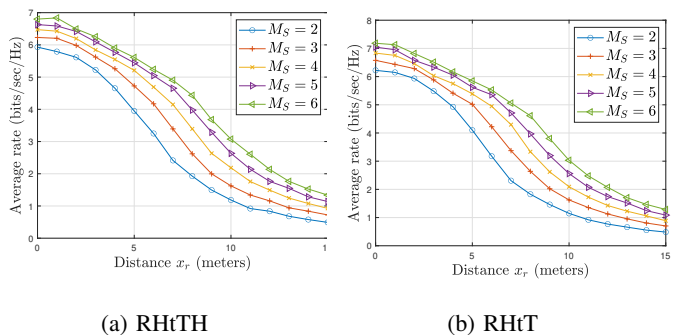 7
6
5
4
3
2
1
0
0
5
10
15
Average rate (bits/sec/Hz)
Distance x_r (meters)
M_S = 2
M_S = 3
M_S = 4
M_S = 5
M_S = 6
(a) RHtTH
8
7
6
5
4
3
2
1
0
0
5
10
15
Average rate (bits/sec/Hz)
Distance x_r (meters)
M_S = 2
M_S = 3
M_S = 4
M_S = 5
M_S = 6
(b) RHtT